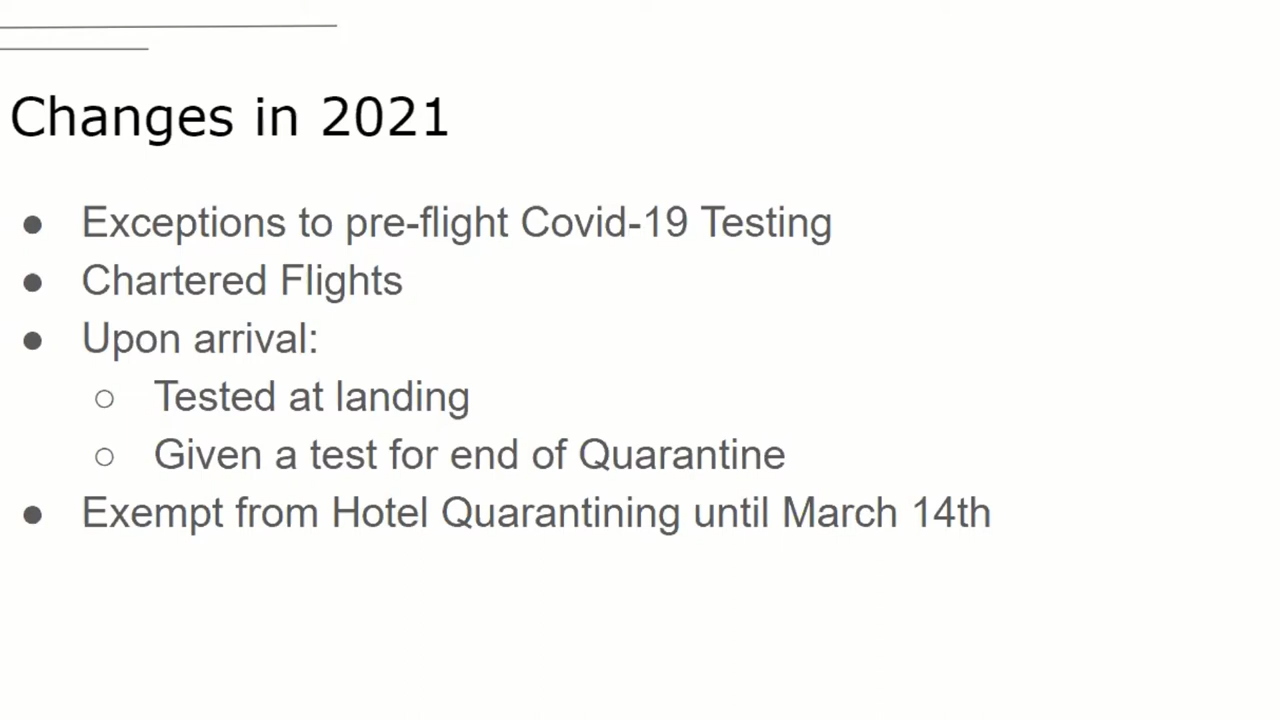 Changes in 2021
● Exceptions to pre-flight Covid-19 Testing
● Chartered Flights
● Upon arrival:
○ Tested at landing
○ Given a test for end of Quarantine
● Exempt from Hotel Quarantining until March 14th